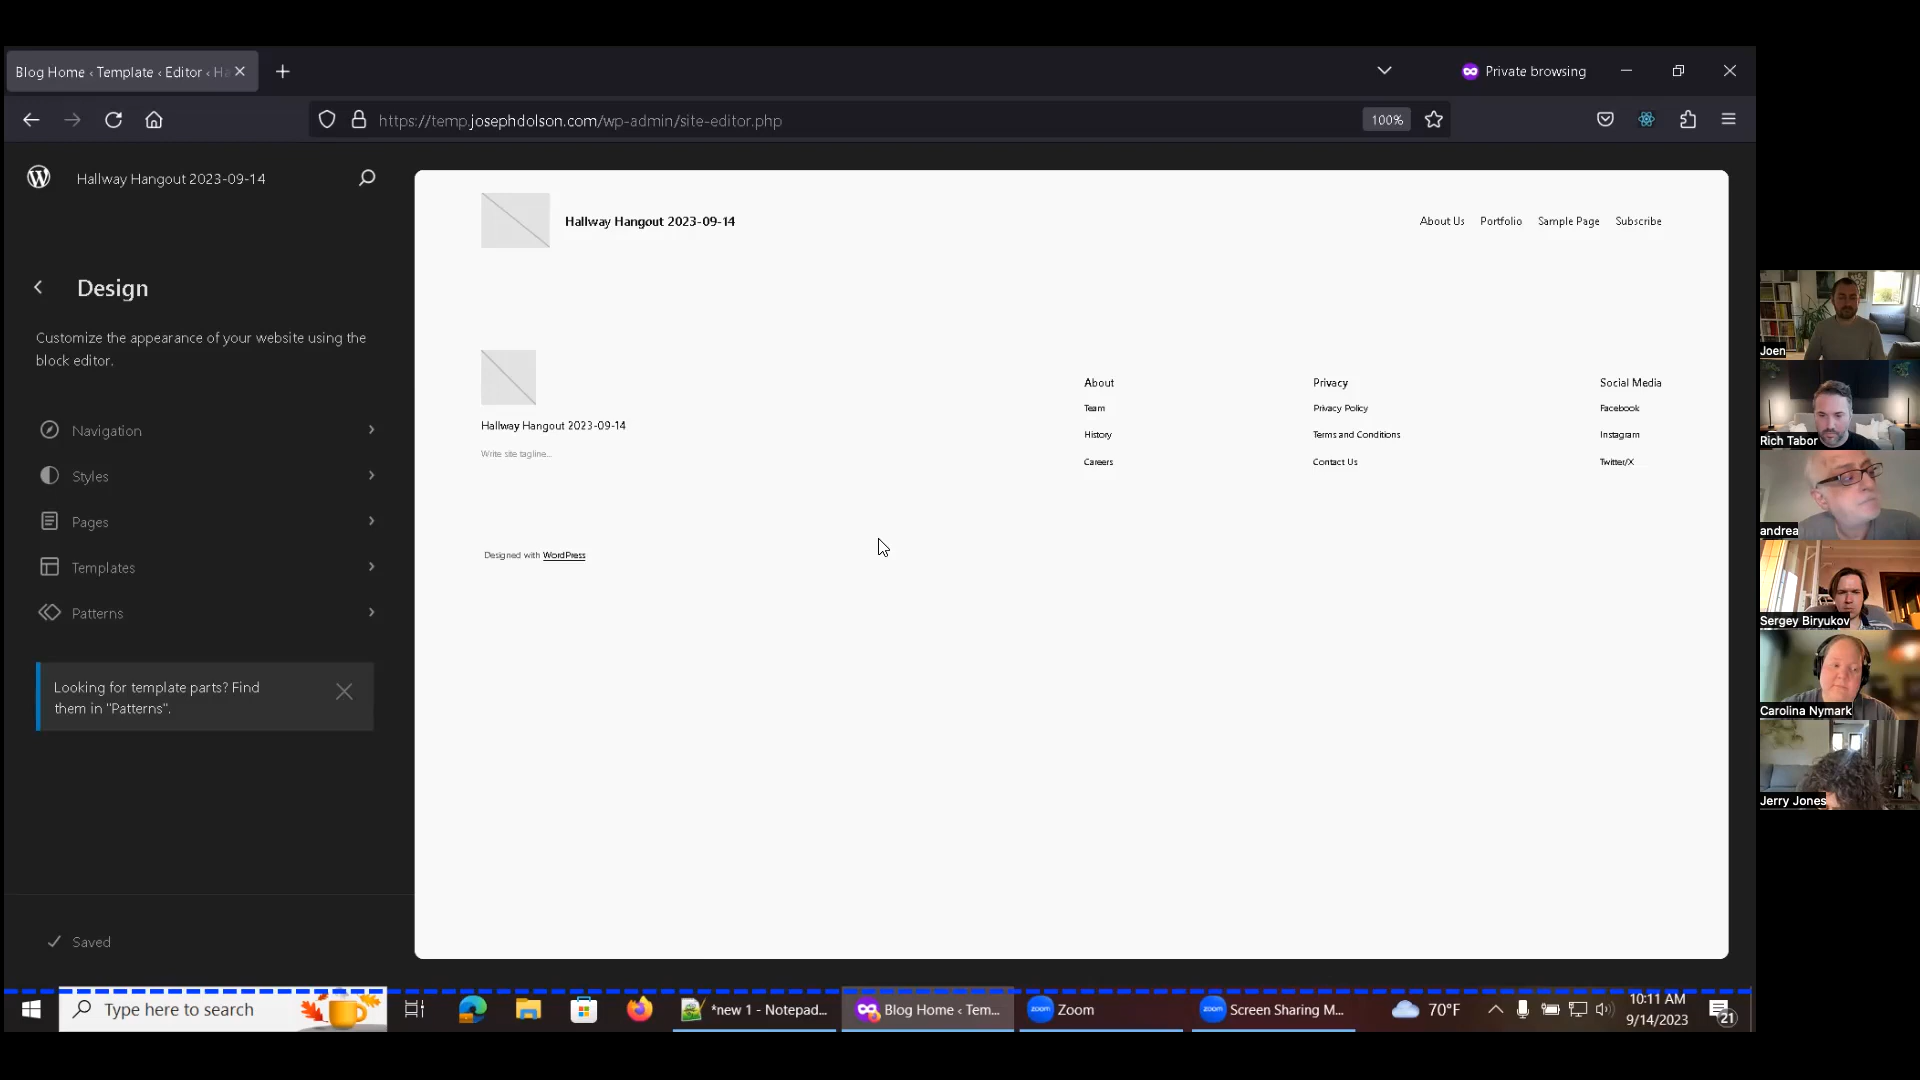 Blog Home ‹ Template ‹ Editor ‹ Ha
Private browsing
https://temp.josephdolson.com/wp-admin/site-editor.php
100%
Hallway Hangout 2023-09-14
Design
Customize the appearance of your website using the
block editor.
Navigation
Styles
Pages
Templates
Patterns
Looking for template parts? Find
them in "Patterns".
Saved
Hallway Hangout 2023-09-14
About Us Portfolio Sample Page Subscribe
Hallway Hangout 2023-09-14
Write site tagline...
About
Team
History
Careers
Privacy
Privacy Policy
Terms and Conditions
Contact Us
Social Media
Facebook
Instagram
Twitter/X
Designed with WordPress
Joen
Rich Tabor
andrea
Sergey Biryukov
Carolina Nymark
Jerry Jones
Type here to search
*new 1 - Notepad...
Blog Home ‹ Tem...
zoom
Zoom
zoom
Screen Sharing M...
70°F
10:11 AM
9/14/2023
21